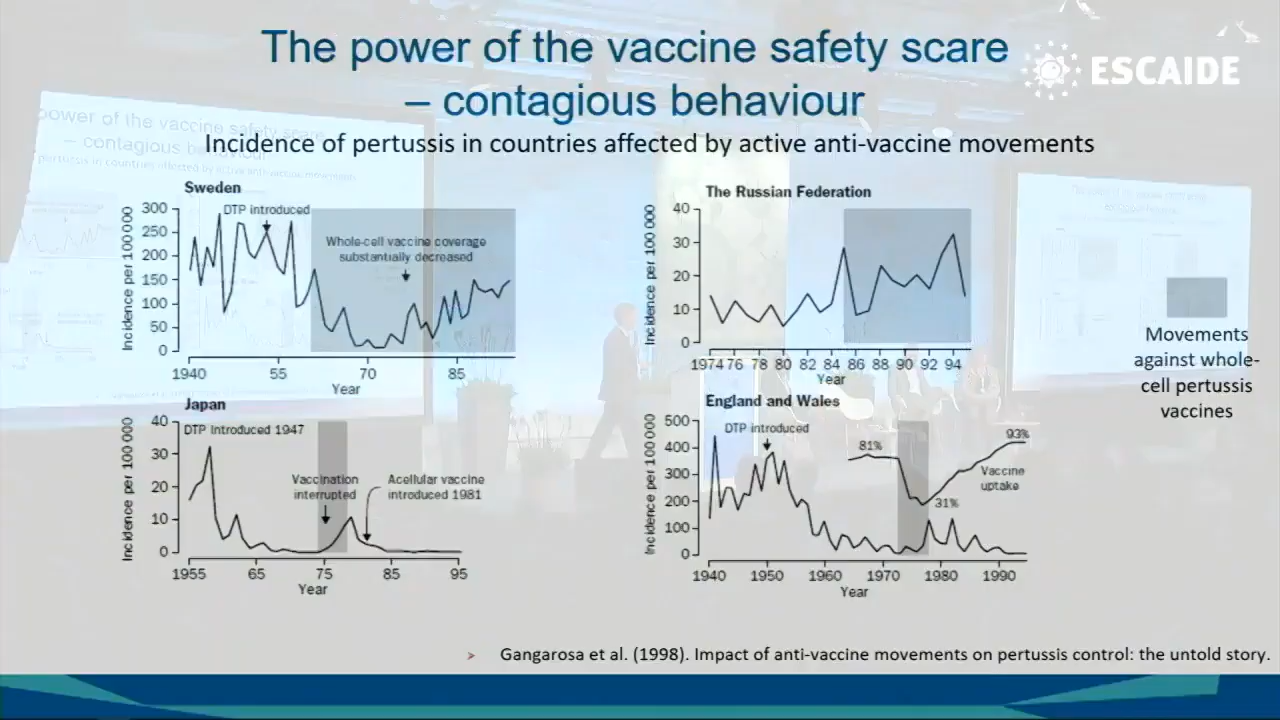 The power of the vaccine safety scare
– contagious behaviour
ESCAIDE
Incidence of pertussis in countries affected by active anti-vaccine movements
Sweden
DTP introduced
Whole-cell vaccine coverage
substantially decreased
Incidence per 100 000
300
250
200
150
100
50
0
1940
55
70
85
Year
The Russian Federation
Incidence per 100 000
40
30
20
10
0
1974 76 78 80 82 84 86 88 90 92 94
Year
Japan
DTP Introduced 1947
Vaccination
interrupted
Acellular vaccine
introduced 1981
Incidence per 100 000
40
30
20
10
0
1955
65
75
85
95
Year
England and Wales
DTP introduced
81%
93%
Vaccine
uptake
31%
Incidence per 100 000
500
400
300
200
100
0
1940 1950 1960 1970 1980 1990
Year
Movements
against whole-
cell pertussis
vaccines
Gangarosa et al. (1998). Impact of anti-vaccine movements on pertussis control: the untold story.